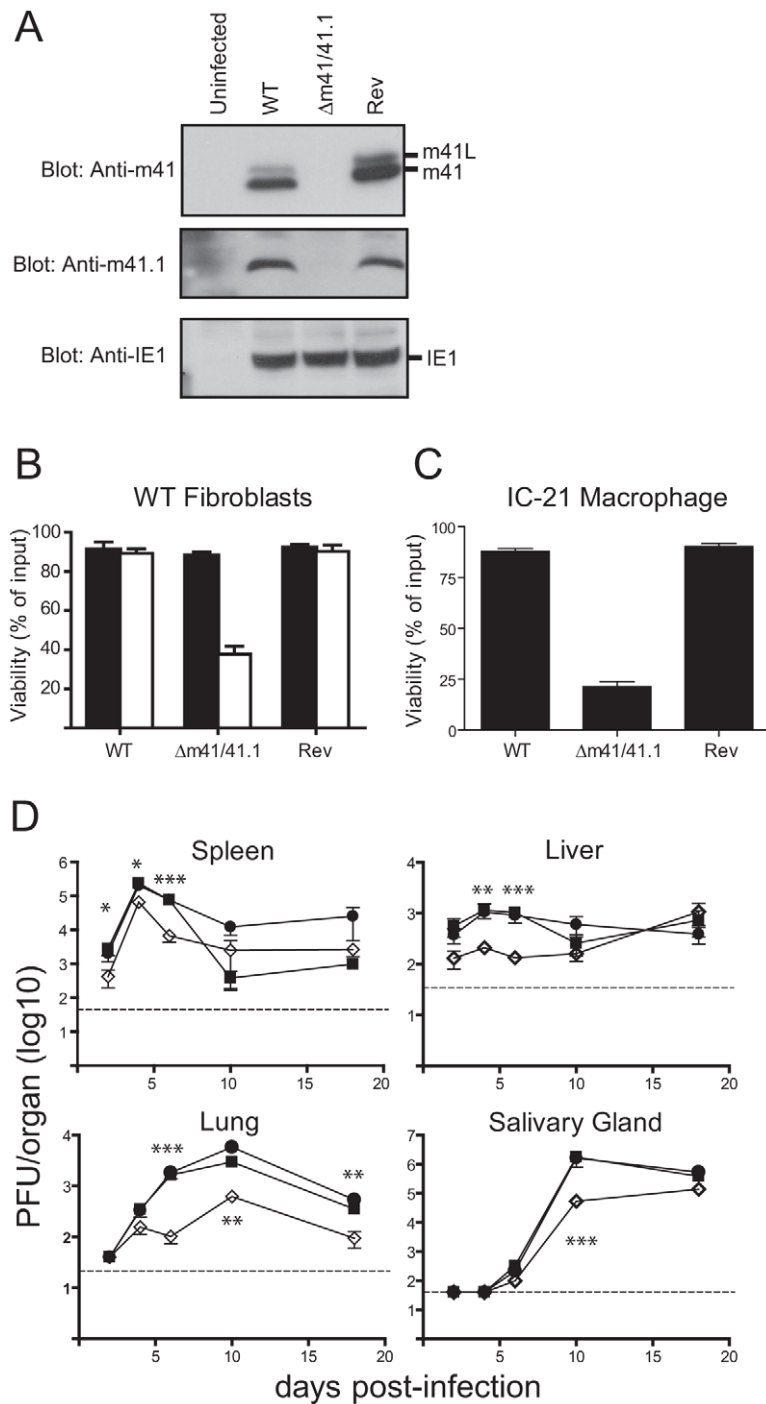 A
Uninfected
WT
Δm41/41.1
Rev
Blot: Anti-m41
m41L
m41
Blot: Anti-m41.1
Blot: Anti-IE1
IE1
B
WT Fibroblasts
Viability (% of input)
100
80
60
40
20
WT
Δm41/41.1
Rev
C
IC-21 Macrophage
Viability (% of input)
100
75
50
25
0
WT
Δm41/41.1
Rev
D
PFU/organ (log10)
Spleen
6
5
4
3
2
1
* * ***
5
10
15
20
Liver
4
3
2
1
** ***
0
5
10
15
20
Lung
4
3
2
1
*** **
**
5
10
15
20
Salivary Gland
7
6
5
4
3
2
1
***
0
5
10
15
20
days post-infection